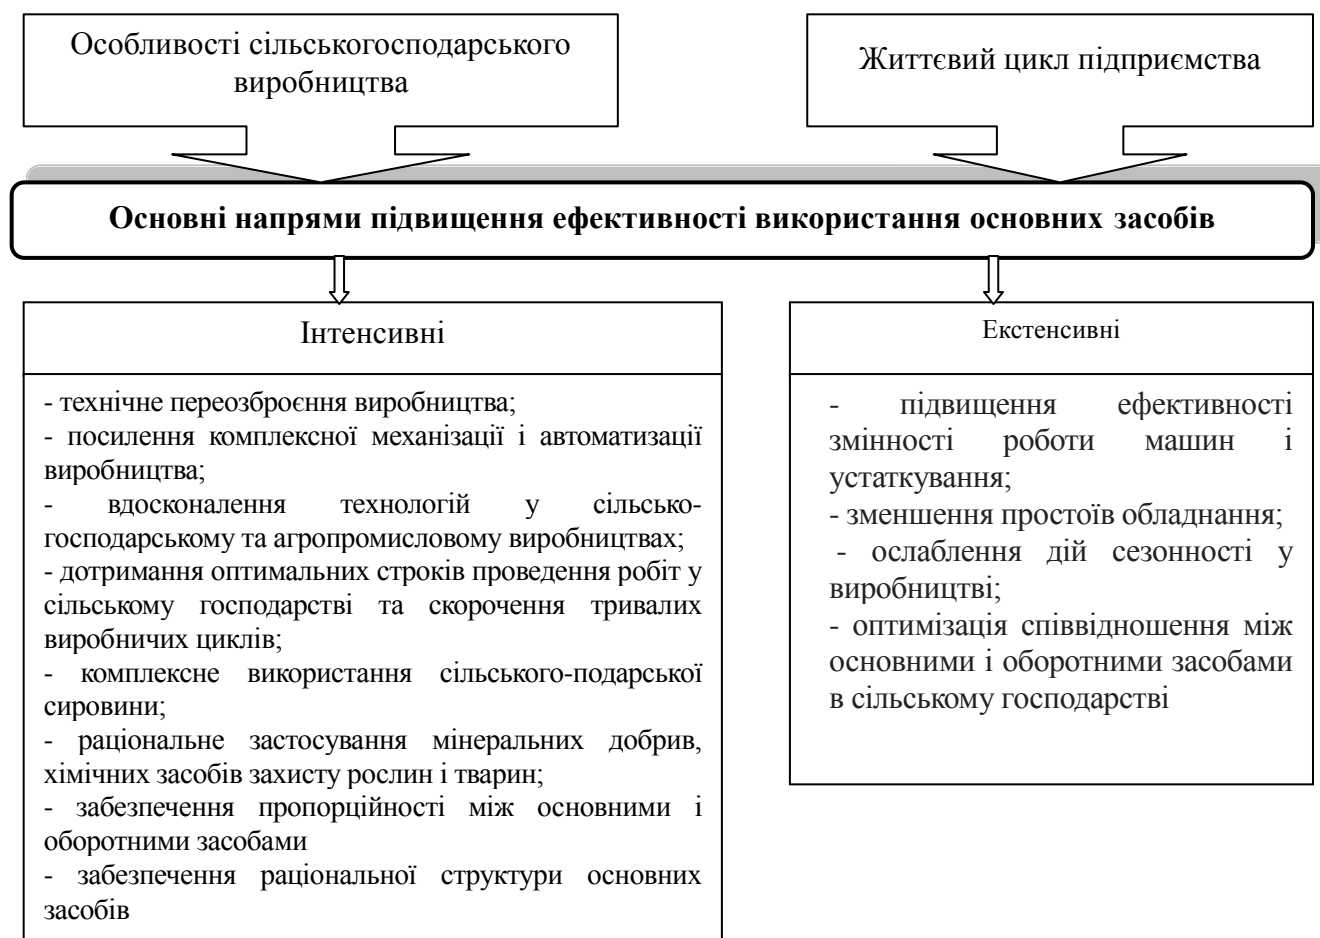 Особливості сільськогосподарського
виробництва
Життєвий цикл підприємства
Основні напрями підвищення ефективності використання основних засобів
Інтенсивні
- технічне переозброєння виробництва;
- посилення комплексної механізації і автоматизації
виробництва;
- вдосконалення технологій у сільсько-
господарському та агропромисловому виробництвах;
- дотримання оптимальних строків проведення робіт у
сільському господарстві та скорочення тривалих
виробничих циклів;
- комплексне використання сільського-подарської
сировини;
- раціональне застосування мінеральних добрив,
хімічних засобів захисту рослин і тварин;
- забезпечення пропорційності між основними і
оборотними засобами
- забезпечення раціональної структури основних
засобів
Екстенсивні
- підвищення ефективності
змінності роботи машин і
устаткування;
- зменшення простоїв обладнання;
- ослаблення дій сезонності у
виробництві;
- оптимізація співвідношення між
основними і оборотними засобами
в сільському господарстві